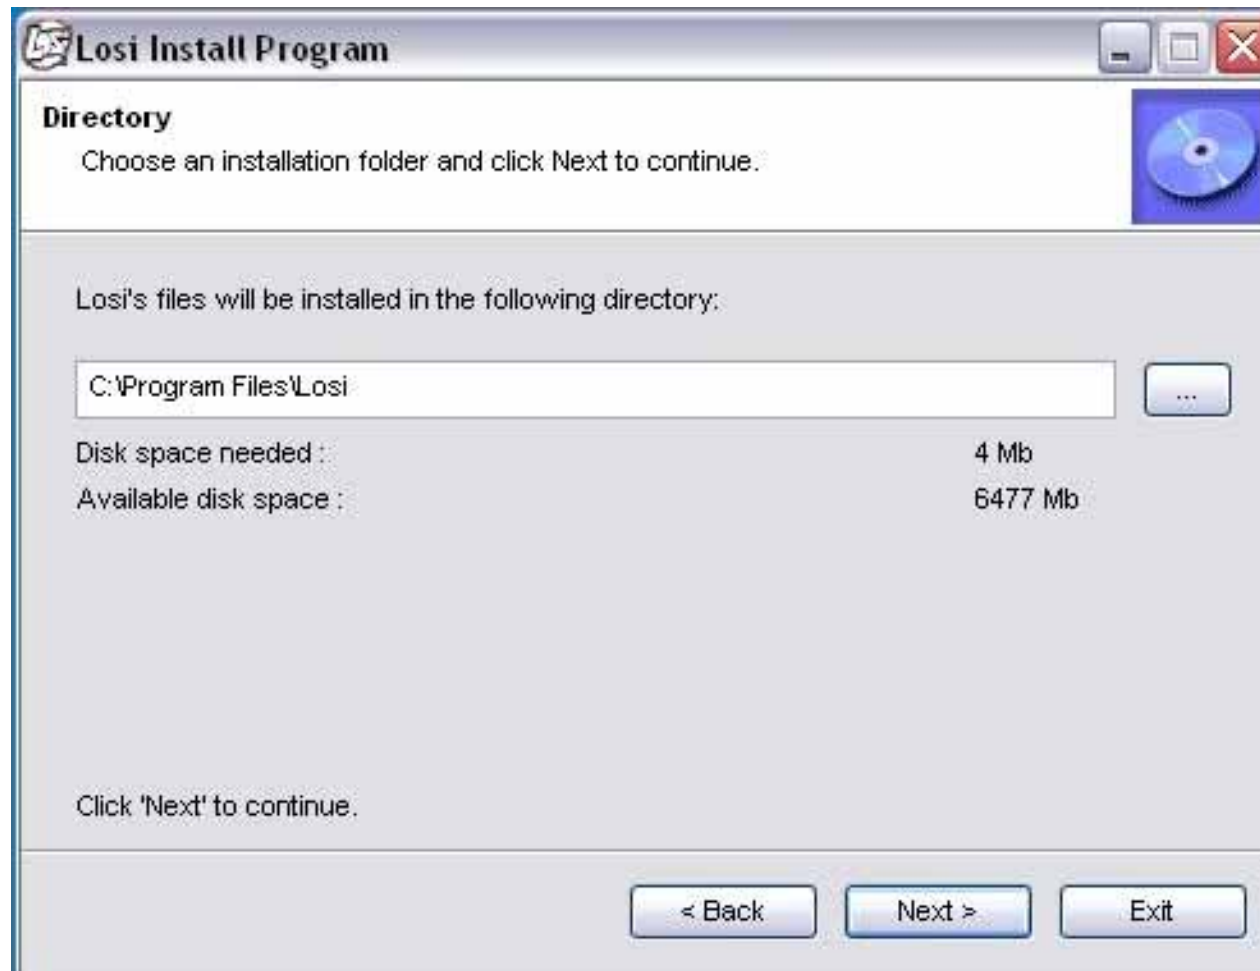 Losi Install Program
Directory
Choose an installation folder and click Next to continue.
Losi's files will be installed in the following directory:
C:\Program Files\Losi
...
Disk space needed : 4 Mb
Available disk space : 6477 Mb
Click 'Next' to continue.
< Back Next > Exit